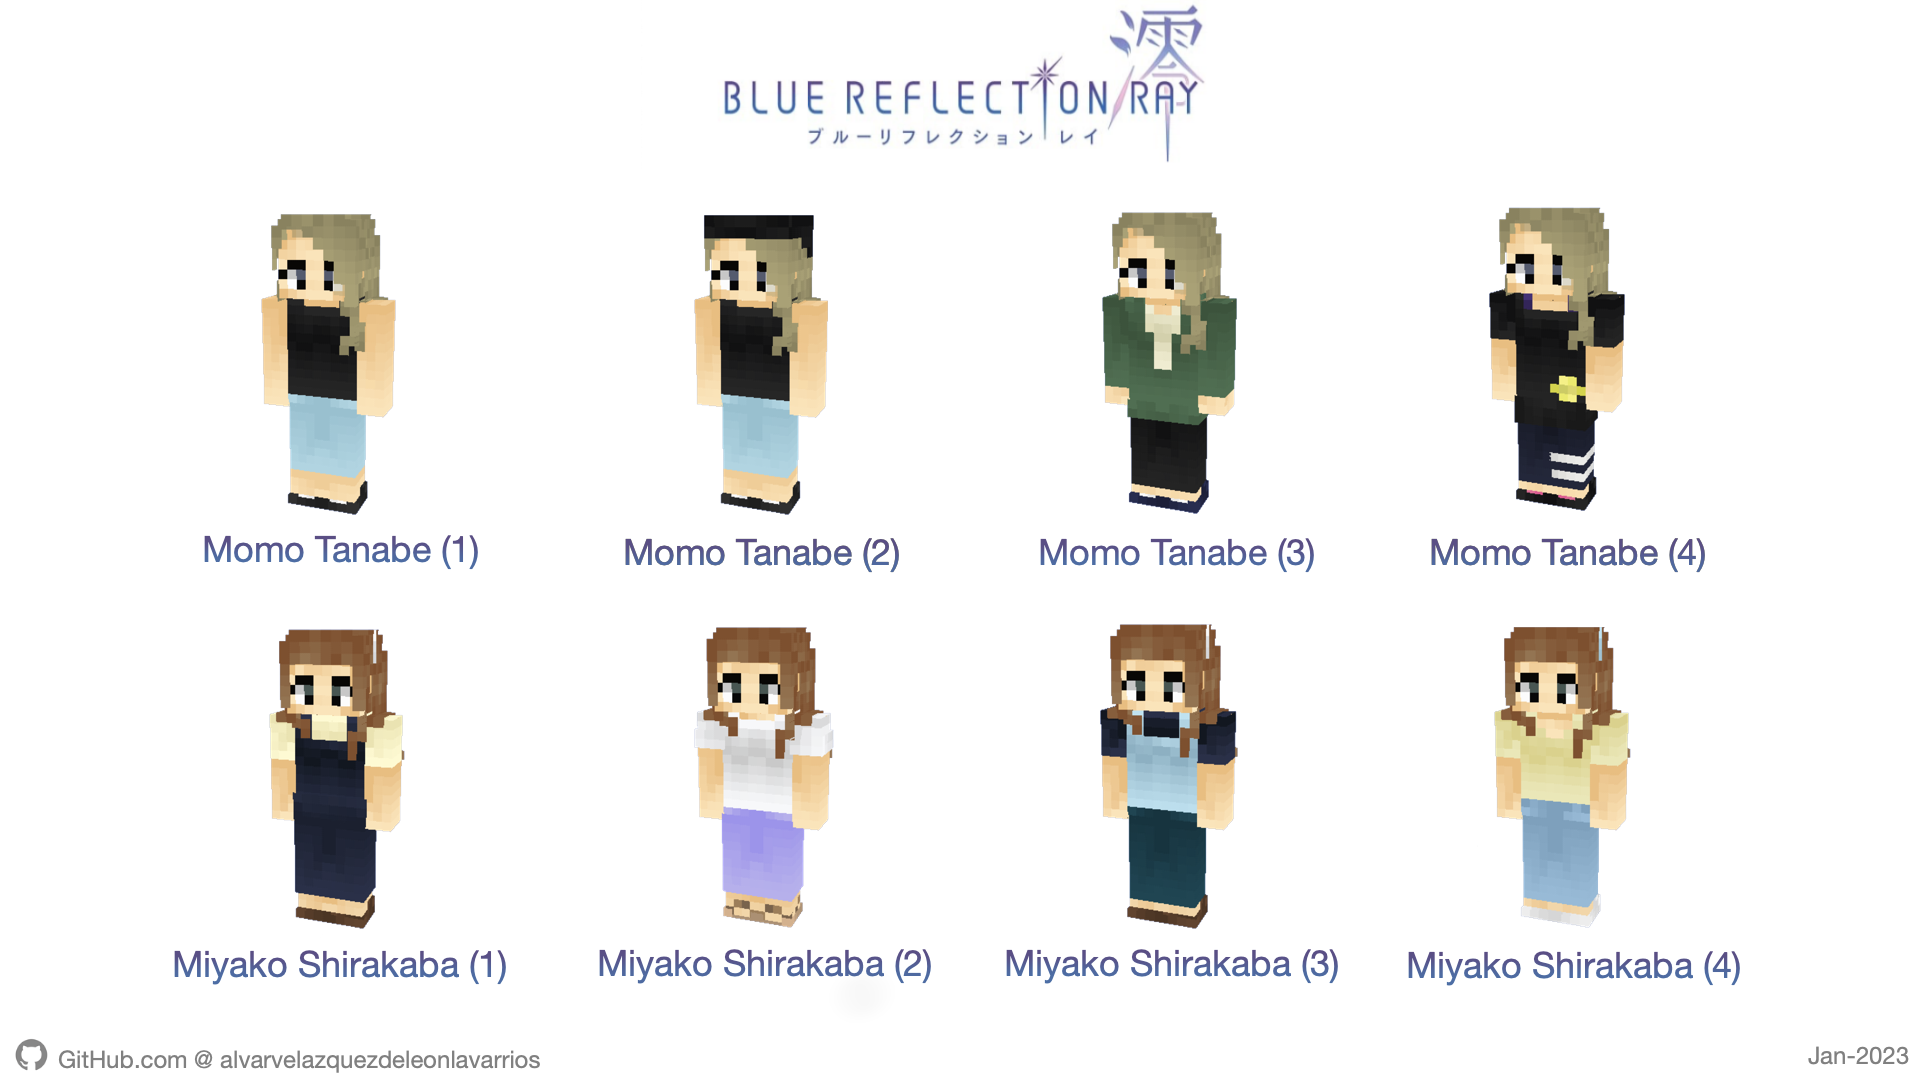 澪
BLUE REFLECTION RAY
ブルーリフレクション レイ
Momo Tanabe (1)
Momo Tanabe (2)
Momo Tanabe (3)
Momo Tanabe (4)
Miyako Shirakaba (1)
Miyako Shirakaba (2)
Miyako Shirakaba (3)
Miyako Shirakaba (4)
GitHub.com @ alvarvelazquezdeleonlavarrios
Jan-2023